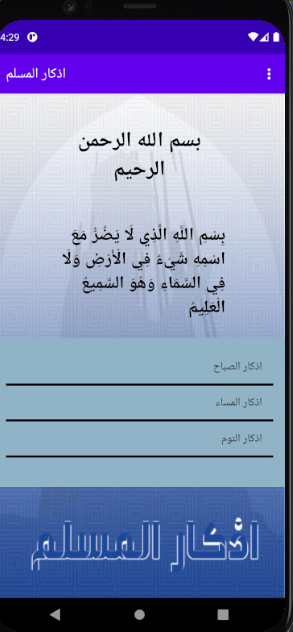 4:29
اذكار المسلم
بسم الله الرحمن
الرحيم
بِسْمِ اللَّهِ الَّذِي لَا يَضُرُّ مَعَ
اسْمِهِ شَيْءٌ فِي الْأَرْضِ وَلَا
فِي السَّمَاءِ وَهُوَ السَّمِيعُ
الْعَلِيمُ
اذكار الصباح
اذكار المساء
اذكار النوم
اذكار المسلم